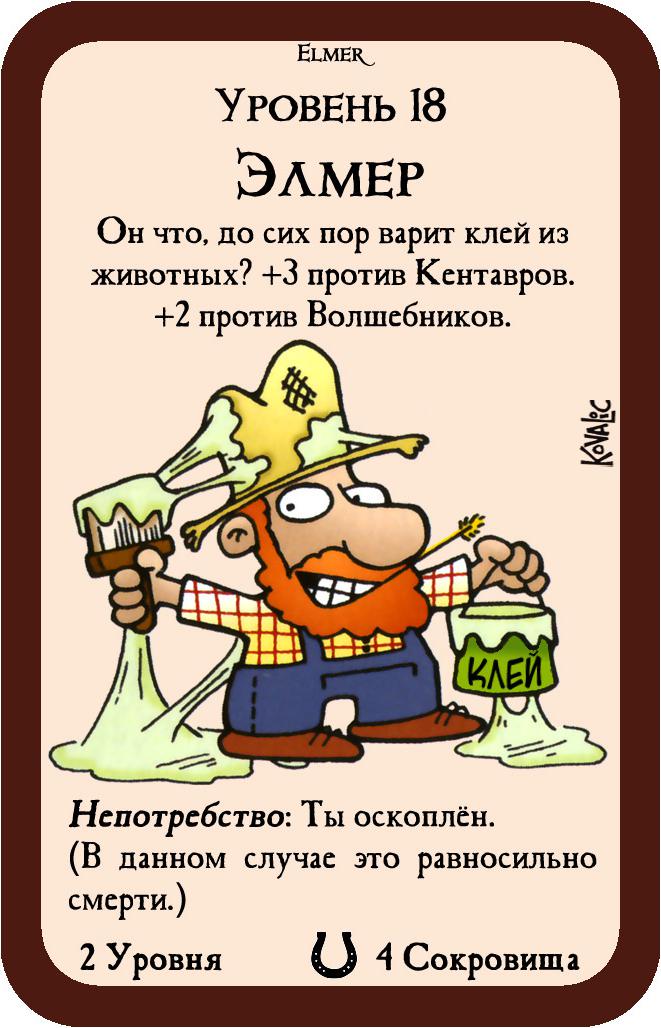 Elmer
Уровень 18
Элмер
Он что, до сих пор варит клей из
животных? +3 против Кентавров.
+2 против Волшебников.
Kovalic
КЛЕЙ
Непотребство: Ты оскоплён.
(В данном случае это равносильно
смерти.)
2 Уровня 4 Сокровища